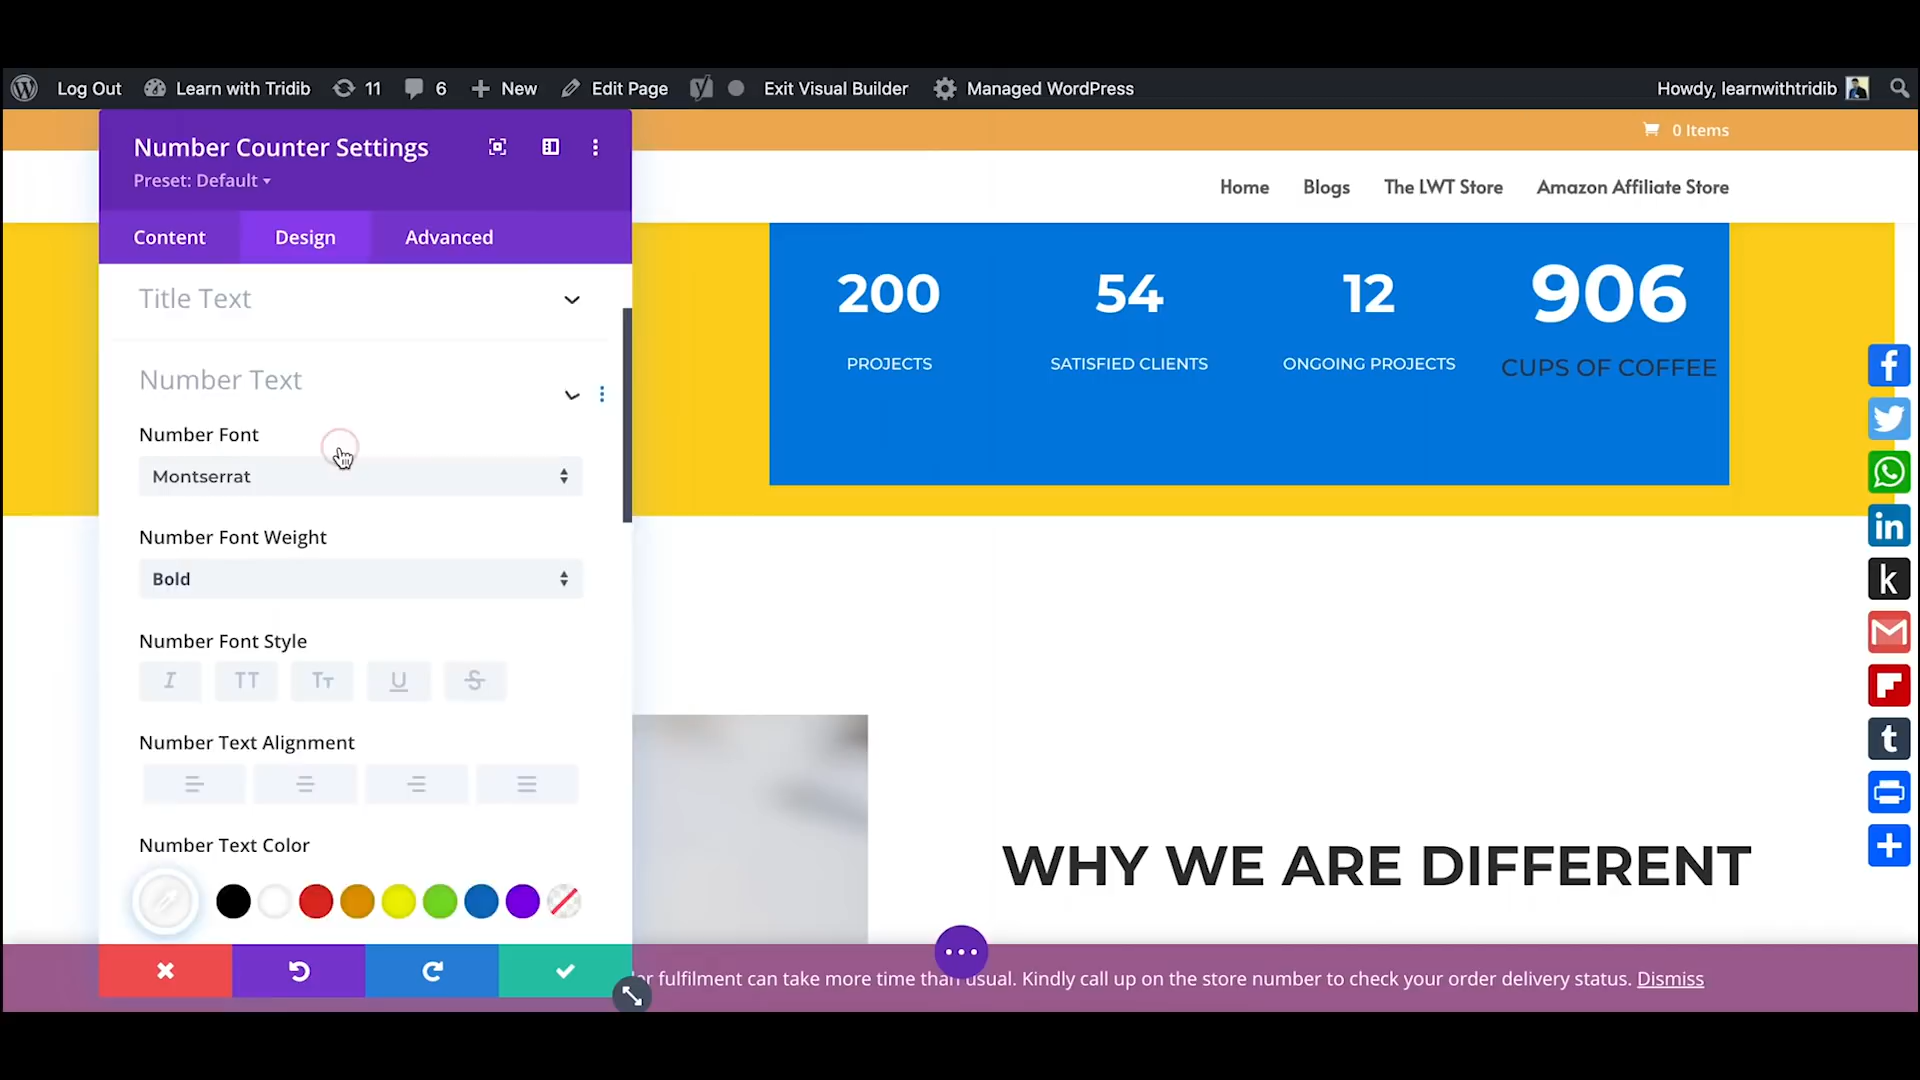 Log Out Learn with Tridib 11 6 New Edit Page Exit Visual Builder Managed WordPress Howdy, learnwithtridib
0 Items
Number Counter Settings
Preset: Default
Home Blogs The LWT Store Amazon Affiliate Store
Content Design Advanced
Title Text
200 54 12 906
PROJECTS SATISFIED CLIENTS ONGOING PROJECTS CUPS OF COFFEE
Number Text
Number Font
Montserrat
Number Font Weight
Bold
Number Font Style
I TT Tт U S
Number Text Alignment
Number Text Color
WHY WE ARE DIFFERENT
fulfilment can take more time than usual. Kindly call up on the store number to check your order delivery status. Dismiss